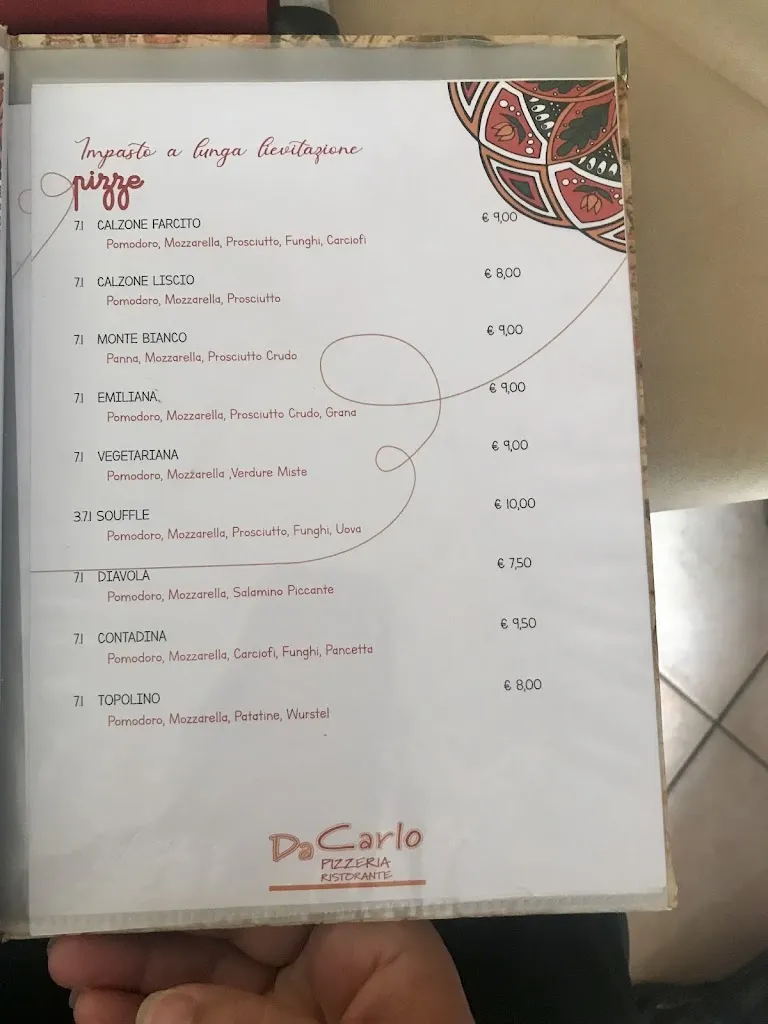 Impasto a lunga lievitazione
pizze
7.1 CALZONE FARCITO € 9,00
Pomodoro, Mozzarella, Prosciutto, Funghi, Carciofi
7.1 CALZONE LISCIO € 8,00
Pomodoro, Mozzarella, Prosciutto
7.1 MONTE BIANCO € 9,00
Panna, Mozzarella, Prosciutto Crudo
7.1 EMILIANA, € 9,00
Pomodoro, Mozzarella, Prosciutto Crudo, Grana
7.1 VEGETARIANA € 9,00
Pomodoro, Mozzarella ,Verdure Miste
3.7.1 SOUFFLE € 10,00
Pomodoro, Mozzarella, Prosciutto, Funghi, Uova
7.1 DIAVOLA € 7,50
Pomodoro, Mozzarella, Salamino Piccante
7.1 CONTADINA € 9,50
Pomodoro, Mozzarella, Carciofi, Funghi, Pancetta
7.1 TOPOLINO € 8,00
Pomodoro, Mozzarella, Patatine, Wurstel
Da Carlo
PIZZERIA
RISTORANTE